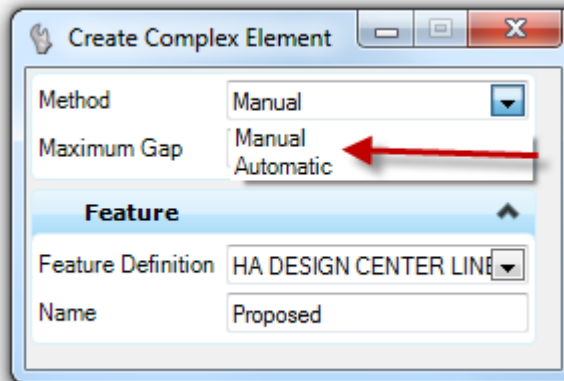 Create Complex Element
Method Manual
Maximum Gap Manual
Automatic
Feature
Feature Definition HA DESIGN CENTER LINE
Name Proposed